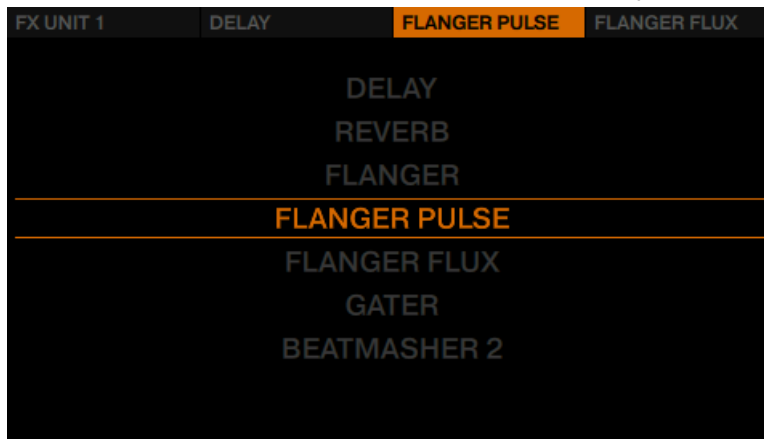 FX UNIT 1 DELAY FLANGER PULSE FLANGER FLUX
DELAY
REVERB
FLANGER
FLANGER PULSE
FLANGER FLUX
GATER
BEATMASHER 2